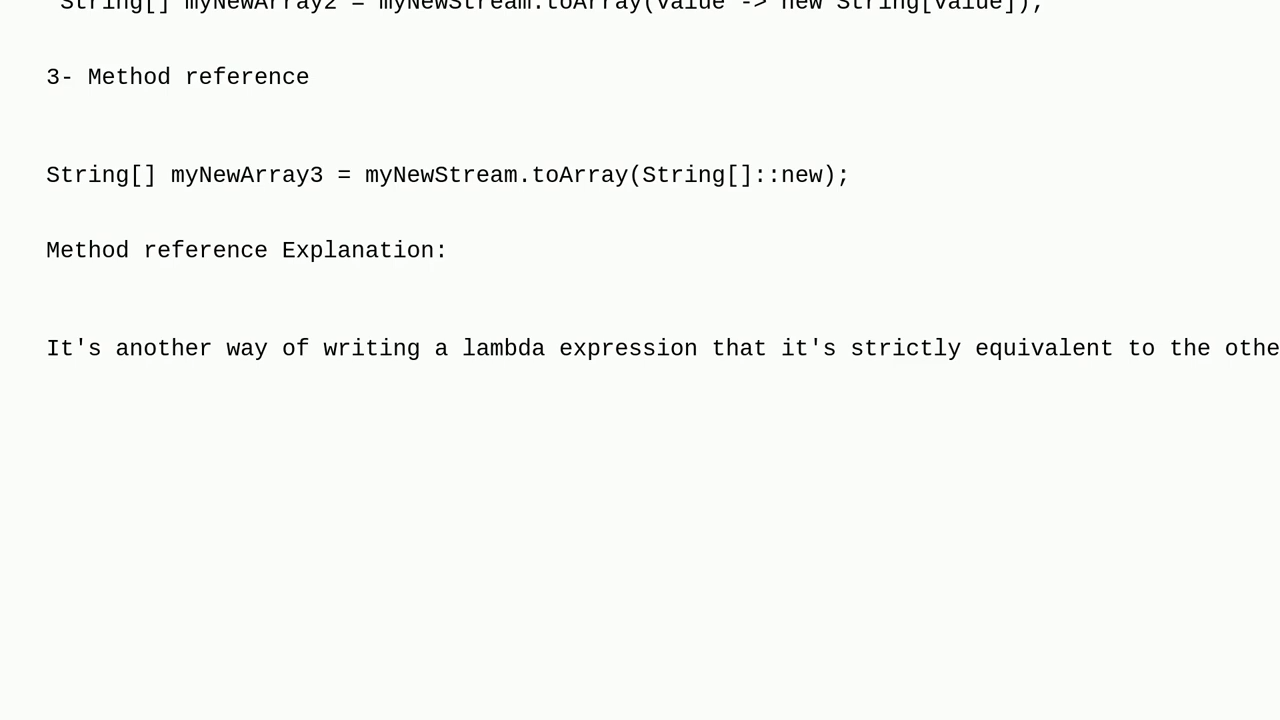 String[] myNewArray2 = myNewStream.toArray(value -> new String[value]);
3- Method reference
String[] myNewArray3 = myNewStream.toArray(String[]::new);
Method reference Explanation:
It's another way of writing a lambda expression that it's strictly equivalent to the othe